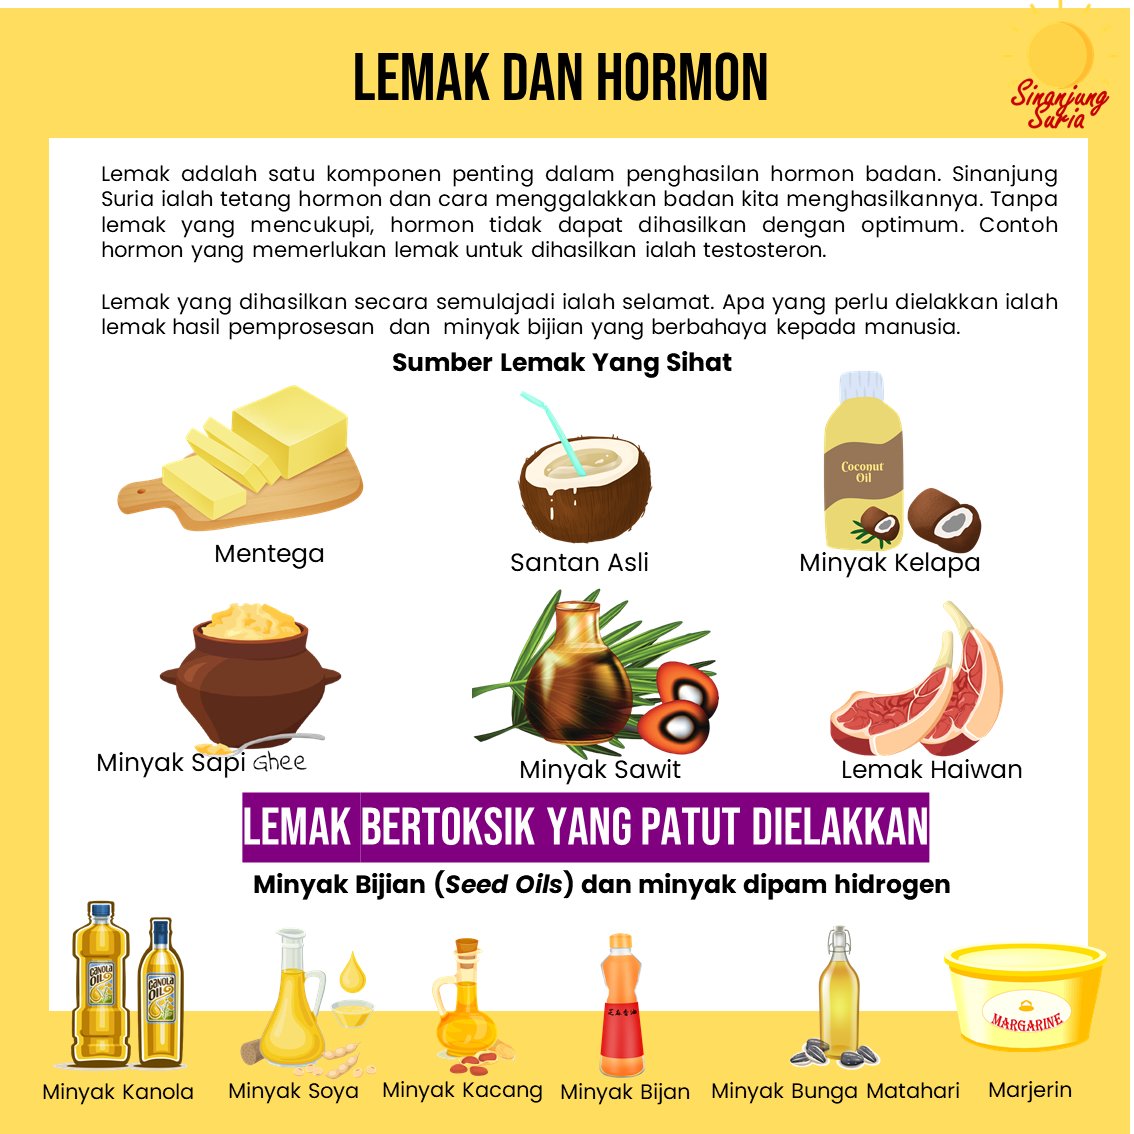 LEMAK DAN HORMON
Sinanjung
Suria
Lemak adalah satu komponen penting dalam penghasilan hormon badan. Sinanjung
Suria ialah tetang hormon dan cara menggalakkan badan kita menghasilkannya. Tanpa
lemak yang mencukupi, hormon tidak dapat dihasilkan dengan optimum. Contoh
hormon yang memerlukan lemak untuk dihasilkan ialah testosteron.
Lemak yang dihasilkan secara semulajadi ialah selamat. Apa yang perlu dielakkan ialah
lemak hasil pemprosesan dan minyak bijian yang berbahaya kepada manusia.
Sumber Lemak Yang Sihat
Coconut
Oil
Mentega
Santan Asli
Minyak Kelapa
Minyak Sapi Ghee
Minyak Sawit
Lemak Haiwan
LEMAK BERTOKSIK YANG PATUT DIELAKKAN
Minyak Bijian (Seed Oils) dan minyak dipam hidrogen
CANOLA
OIL
CANOLA
OIL
芝麻香油
MARGARINE
Minyak Kanola
Minyak Soya
Minyak Kacang
Minyak Bijan
Minyak Bunga Matahari
Marjerin